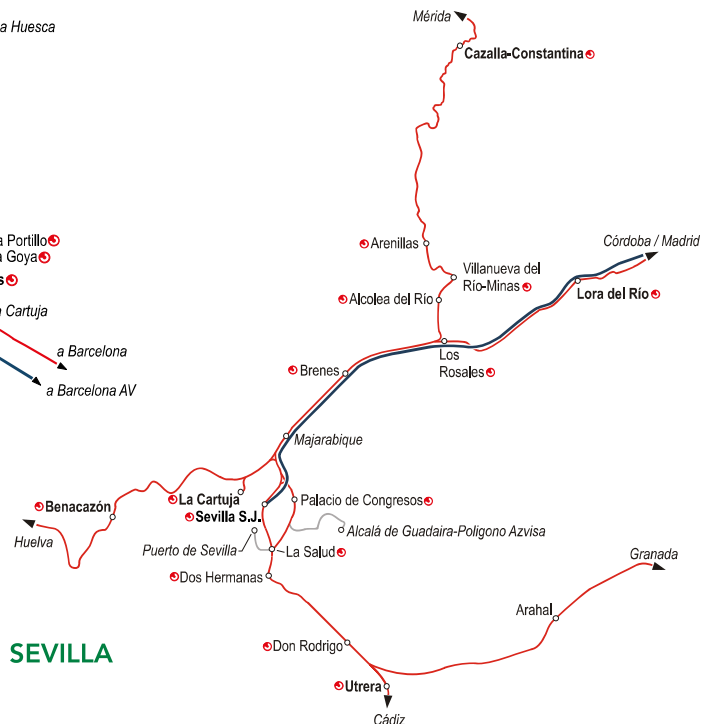 Mérida
a Huesca
Cazalla-Constantina
a Portillo
a Goya
s
a Cartuja
a Barcelona
a Barcelona AV
Arenillas
Córdoba / Madrid
Villanueva del
Río-Minas
Alcolea del Río
Lora del Río
Los
Rosales
Brenes
Majarabique
La Cartuja
Palacio de Congresos
Benacazón
Sevilla S.J.
Huelva
Puerto de Sevilla
Alcalá de Guadaira-Poligono Azvisa
La Salud
Granada
Dos Hermanas
Arahal
Don Rodrigo
SEVILLA
Utrera
Cádiz